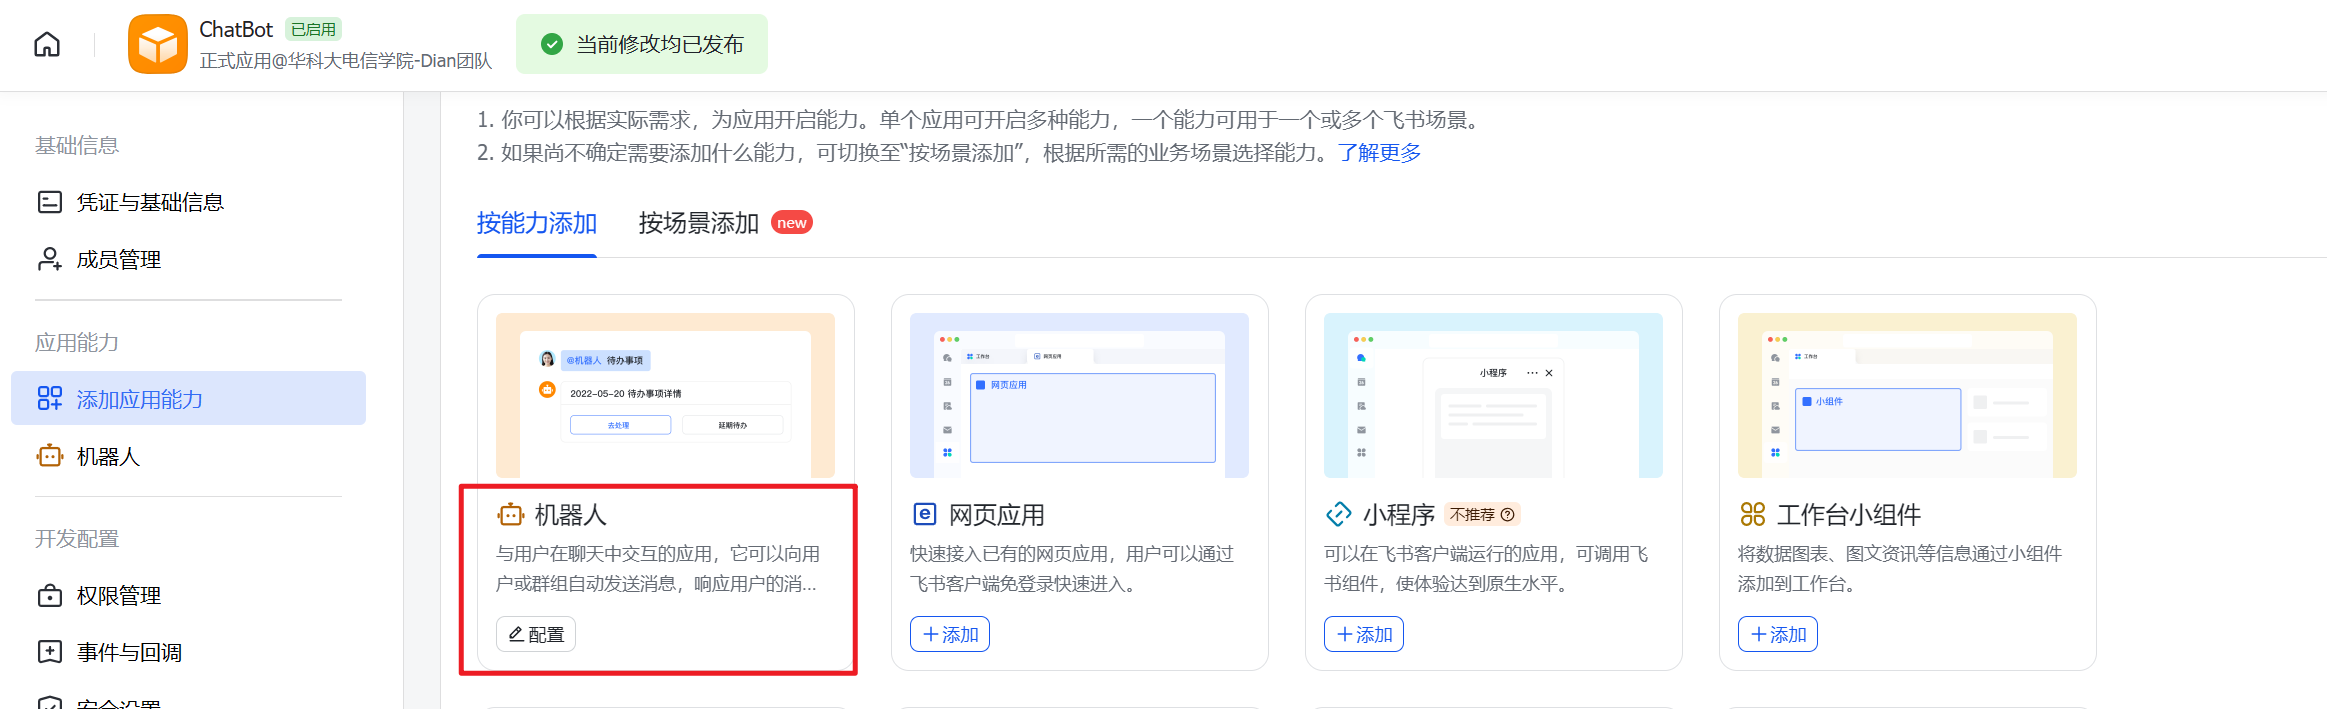 ChatBot 已启用
正式应用@华科大电信学院-Dian团队
当前修改均已发布
基础信息
凭证与基础信息
成员管理
应用能力
添加应用能力
机器人
开发配置
权限管理
事件与回调
安全设置
1. 你可以根据实际需求，为应用开启能力。单个应用可开启多种能力，一个能力可用于一个或多个飞书场景。
2. 如果尚不确定需要添加什么能力，可切换至“按场景添加”，根据所需的业务场景选择能力。了解更多
按能力添加 按场景添加 new
@机器人 待办事项
2022-05-20 待办事项详情
去处理 延期待办
机器人
与用户在聊天中交互的应用，它可以向用
户或群组自动发送消息，响应用户的消...
配置
工作台 网页应用
网页应用
网页应用
快速接入已有的网页应用，用户可以通过
飞书客户端免登录快速进入。
添加
小程序
小程序 不推荐
可以在飞书客户端运行的应用，可调用飞
书组件，使体验达到原生水平。
添加
工作台
小组件
工作台小组件
将数据图表、图文资讯等信息通过小组件
添加到工作台。
添加